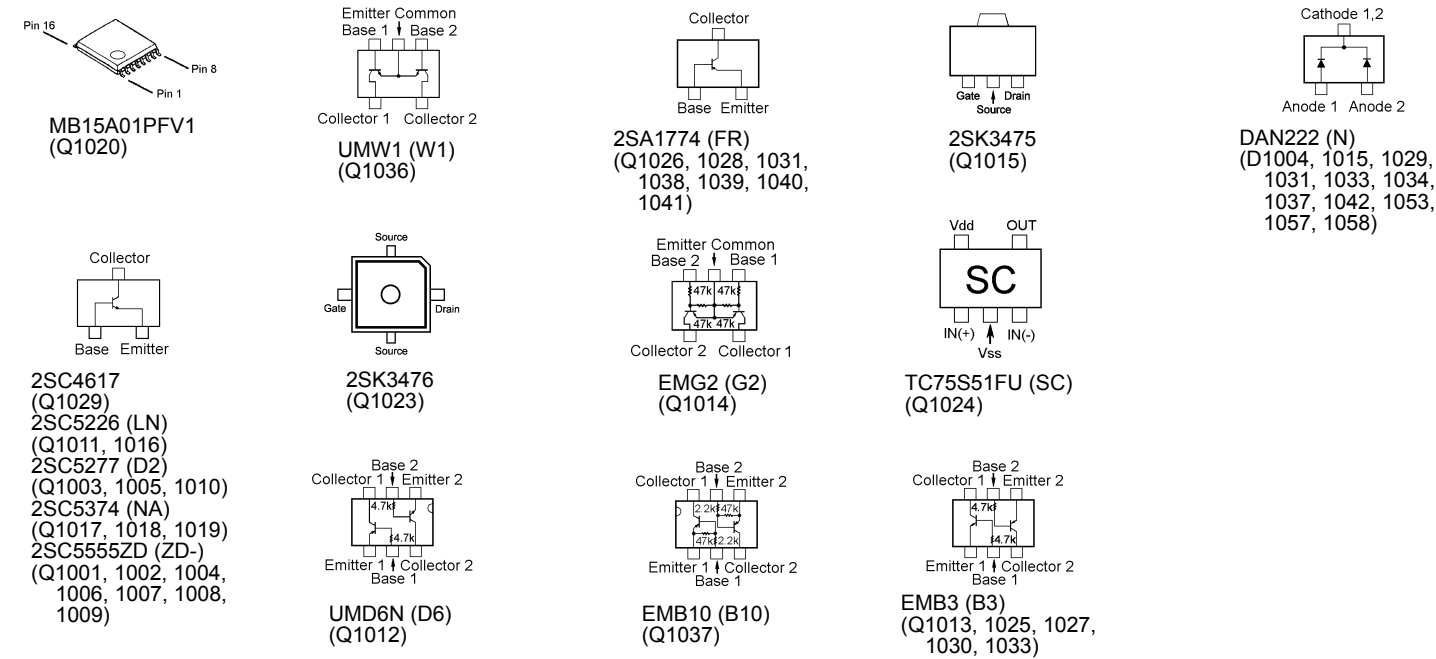 Pin 16
Pin 8
Pin 1
MB15A01PFV1
(Q1020)
Emitter Common
Base 1 Base 2
Collector 1 Collector 2
UMW1 (W1)
(Q1036)
Collector
Base Emitter
2SA1774 (FR)
(Q1026, 1028, 1031,
1038, 1039, 1040,
1041)
Gate Drain
Source
2SK3475
(Q1015)
Cathode 1,2
Anode 1 Anode 2
DAN222 (N)
(D1004, 1015, 1029,
1031, 1033, 1034,
1037, 1042, 1053,
1057, 1058)
Collector
Base Emitter
2SC4617
(Q1029)
2SC5226 (LN)
(Q1011, 1016)
2SC5277 (D2)
(Q1003, 1005, 1010)
2SC5374 (NA)
(Q1017, 1018, 1019)
2SC5555ZD (ZD-)
(Q1001, 1002, 1004,
1006, 1007, 1008,
1009)
Source
Gate Drain
Source
2SK3476
(Q1023)
Emitter Common
Base 2 Base 1
47k 47k
47k 47k
Collector 2 Collector 1
EMG2 (G2)
(Q1014)
Vdd OUT
SC
IN(+) IN(-)
Vss
TC75S51FU (SC)
(Q1024)
Base 2
Collector 1 Emitter 2
4.7k
4.7k
Emitter 1 Collector 2
Base 1
UMD6N (D6)
(Q1012)
Base 2
Collector 1 Emitter 2
2.2k 47k
47k 2.2k
Emitter 1 Collector 2
Base 1
EMB10 (B10)
(Q1037)
Base 2
Collector 1 Emitter 2
4.7k
4.7k
Emitter 1 Collector 2
Base 1
EMB3 (B3)
(Q1013, 1025, 1027,
1030, 1033)